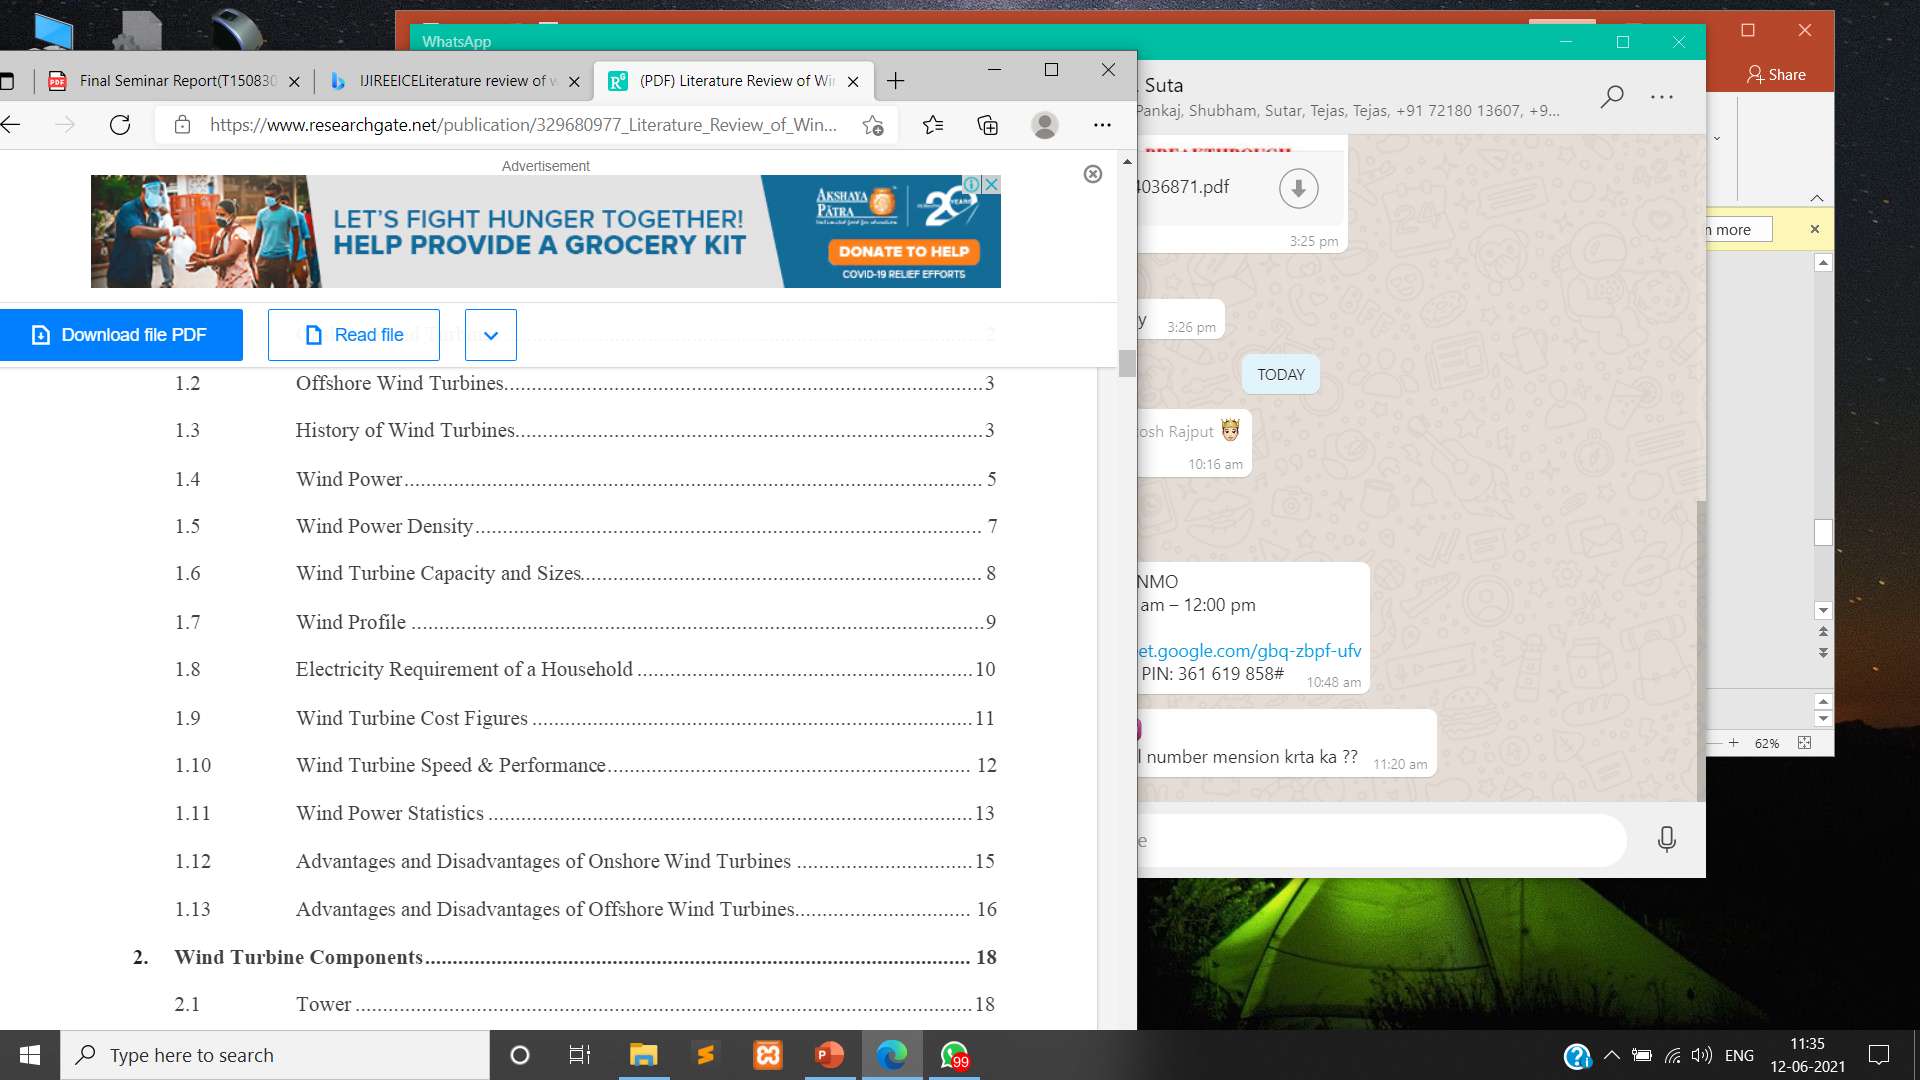 WhatsApp
Share
Final Seminar Report(T150830
IJIREEICELiterature review of w
(PDF) Literature Review of Win
https://www.researchgate.net/publication/329680977_Literature_Review_of_Win...
Advertisement
LET'S FIGHT HUNGER TOGETHER!
HELP PROVIDE A GROCERY KIT
AKSHAYA
PATRA
20 YEARS
DONATE TO HELP
COVID-19 RELIEF EFFORTS
Download file PDF
Read file
2
1.2 Offshore Wind Turbines 3
1.3 History of Wind Turbines 3
1.4 Wind Power 5
1.5 Wind Power Density 7
1.6 Wind Turbine Capacity and Sizes 8
1.7 Wind Profile 9
1.8 Electricity Requirement of a Household 10
1.9 Wind Turbine Cost Figures 11
1.10 Wind Turbine Speed & Performance 12
1.11 Wind Power Statistics 13
1.12 Advantages and Disadvantages of Onshore Wind Turbines 15
1.13 Advantages and Disadvantages of Offshore Wind Turbines 16
2. Wind Turbine Components 18
2.1 Tower 18
. Suta
Pankaj, Shubham, Sutar, Tejas, Tejas, +91 72180 13607, +9...
BREAKTHROUGH
4036871.pdf
3:25 pm
y 3:26 pm
TODAY
tosh Rajput 🤴
10:16 am
NMO
am – 12:00 pm
et.google.com/gbq-zbpf-ufv
PIN: 361 619 858#
10:48 am
l number mension krta ka ??
11:20 am
e
n more
62%
Type here to search
99
ENG
11:35
12-06-2021